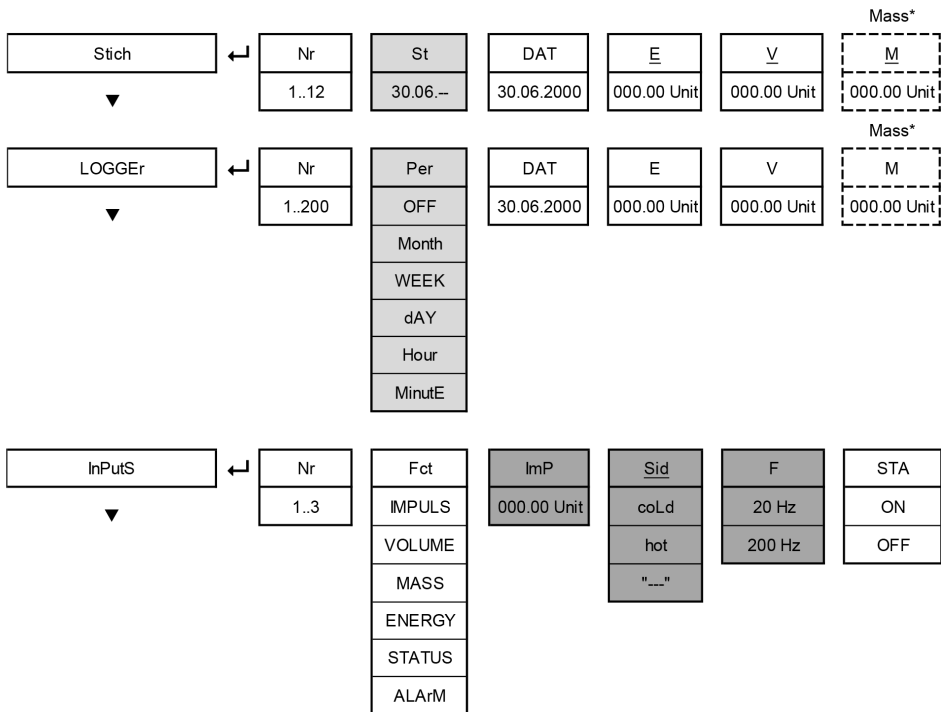 Mass*
Stich Nr St DAT E V M
1..12 30.06.-- 30.06.2000 000.00 Unit 000.00 Unit 000.00 Unit
Mass*
LOGGEr Nr Per DAT E V M
1..200 OFF 30.06.2000 000.00 Unit 000.00 Unit 000.00 Unit
Month
WEEK
dAY
Hour
MinutE
InPutS Nr Fct ImP Sid F STA
1..3 IMPULS 000.00 Unit coLd 20 Hz ON
VOLUME hot 200 Hz OFF
MASS "---"
ENERGY
STATUS
ALArM